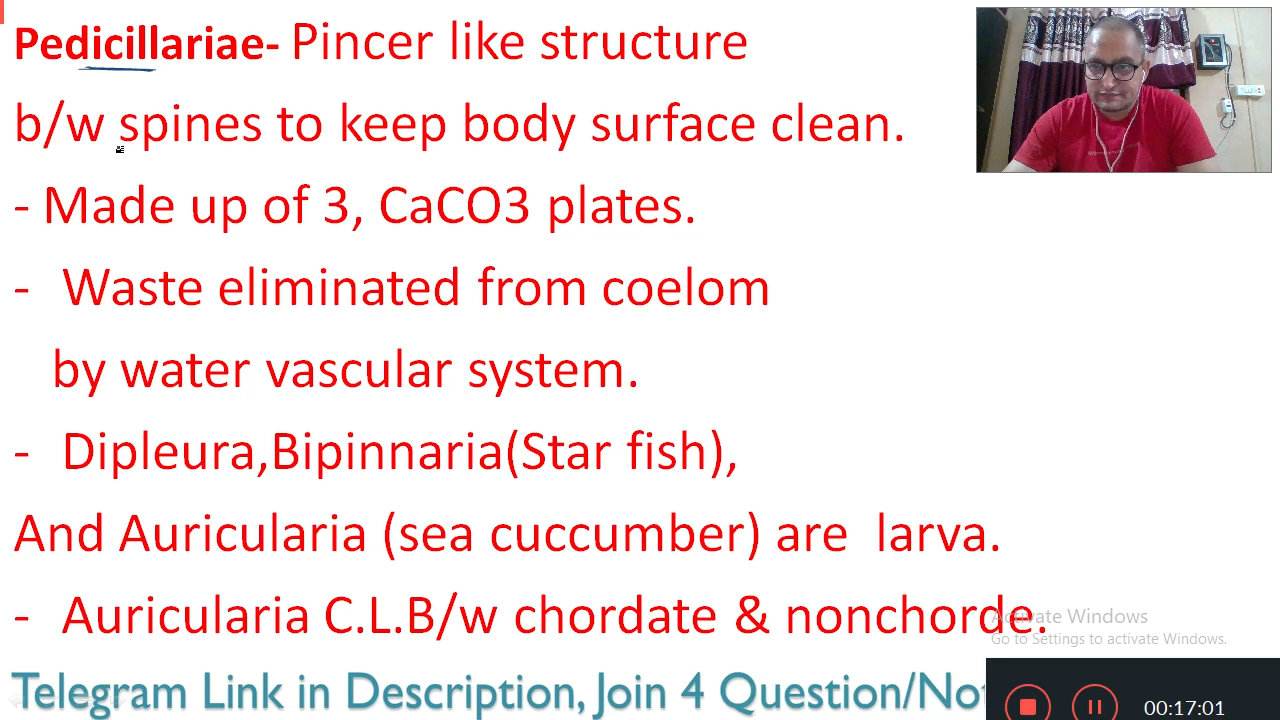 Pedicillariae- Pincer like structure
b/w spines to keep body surface clean.
- Made up of 3, CaCO3 plates.
- Waste eliminated from coelom
by water vascular system.
- Dipleura,Bipinnaria(Star fish),
And Auricularia (sea cuccumber) are larva.
- Auricularia C.L.B/w chordate & nonchorde.
Activate Windows
Go to Settings to activate Windows.
Telegram Link in Description, Join 4 Question/Not
00:17:01